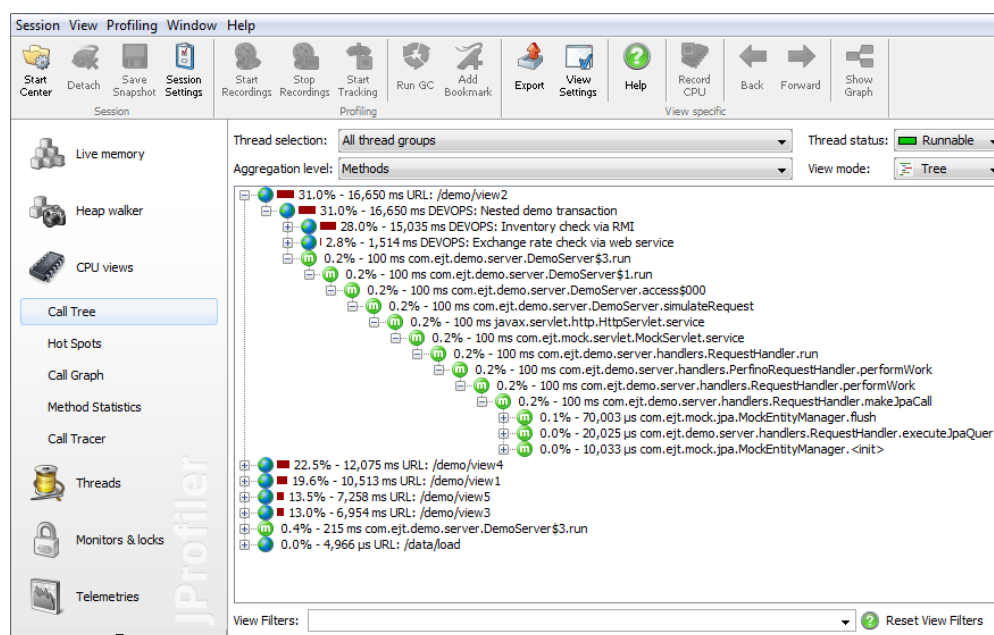 Session View Profiling Window Help
Start Center
Detach
Save Snapshot
Session Settings
Start Recordings
Stop Recordings
Start Tracking
Run GC
Add Bookmark
Export
View Settings
Help
Record CPU
Back
Forward
Show Graph
Session
Profiling
View specific
Live memory
Heap walker
CPU views
Call Tree
Hot Spots
Call Graph
Method Statistics
Call Tracer
Threads
Monitors & locks
Telemetries
JProfiler
Thread selection: All thread groups
Thread status: Runnable
Aggregation level: Methods
View mode: Tree
31.0% - 16,650 ms URL: /demo/view2
31.0% - 16,650 ms DEVOPS: Nested demo transaction
28.0% - 15,035 ms DEVOPS: Inventory check via RMI
2.8% - 1,514 ms DEVOPS: Exchange rate check via web service
0.2% - 100 ms com.ejt.demo.server.DemoServer$3.run
0.2% - 100 ms com.ejt.demo.server.DemoServer$1.run
0.2% - 100 ms com.ejt.demo.server.DemoServer.access$000
0.2% - 100 ms com.ejt.demo.server.DemoServer.simulateRequest
0.2% - 100 ms javax.servlet.http.HttpServlet.service
0.2% - 100 ms com.ejt.mock.servlet.MockServlet.service
0.2% - 100 ms com.ejt.demo.server.handlers.RequestHandler.run
0.2% - 100 ms com.ejt.demo.server.handlers.PerfinoRequestHandler.performWork
0.2% - 100 ms com.ejt.demo.server.handlers.RequestHandler.performWork
0.2% - 100 ms com.ejt.demo.server.handlers.RequestHandler.makeJpaCall
0.1% - 70,003 µs com.ejt.mock.jpa.MockEntityManager.flush
0.0% - 20,025 µs com.ejt.demo.server.handlers.RequestHandler.executeJpaQuer
0.0% - 10,033 µs com.ejt.mock.jpa.MockEntityManager.<init>
22.5% - 12,075 ms URL: /demo/view4
19.6% - 10,513 ms URL: /demo/view1
13.5% - 7,258 ms URL: /demo/view5
13.0% - 6,954 ms URL: /demo/view3
0.4% - 215 ms com.ejt.demo.server.DemoServer$3.run
0.0% - 4,966 µs URL: /data/load
View Filters:
Reset View Filters